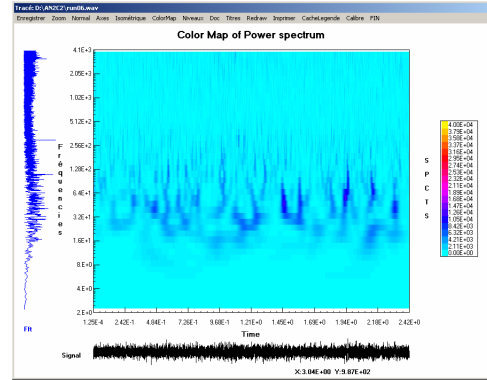 Tracé: D:\AN2C2\run06.wav
Enregistrer Zoom Normal Axes Isométrique ColorMap Niveaux Doc Titres Redraw Imprimer CacheLegende Calibre FIN
Color Map of Power spectrum
4.1E+3
2.05E+3
1.02E+3
5.12E+2
2.56E+2
1.28E+2
6.4E+1
3.2E+1
1.6E+1
8.E+0
4.E+0
2.E+0
Fréquencies
1.25E-4 2.42E-1 4.84E-1 7.26E-1 9.68E-1 1.21E+0 1.45E+0 1.69E+0 1.94E+0 2.18E+0 2.42E+0
Time
SPCTS
4.00E+04
3.79E+04
3.58E+04
3.37E+04
3.16E+04
2.95E+04
2.74E+04
2.53E+04
2.32E+04
2.11E+04
1.89E+04
1.68E+04
1.47E+04
1.26E+04
1.05E+04
8.42E+03
6.32E+03
4.21E+03
2.11E+03
0.00E+00
Fft
Signal
X:3.04E+00 Y:9.87E+02